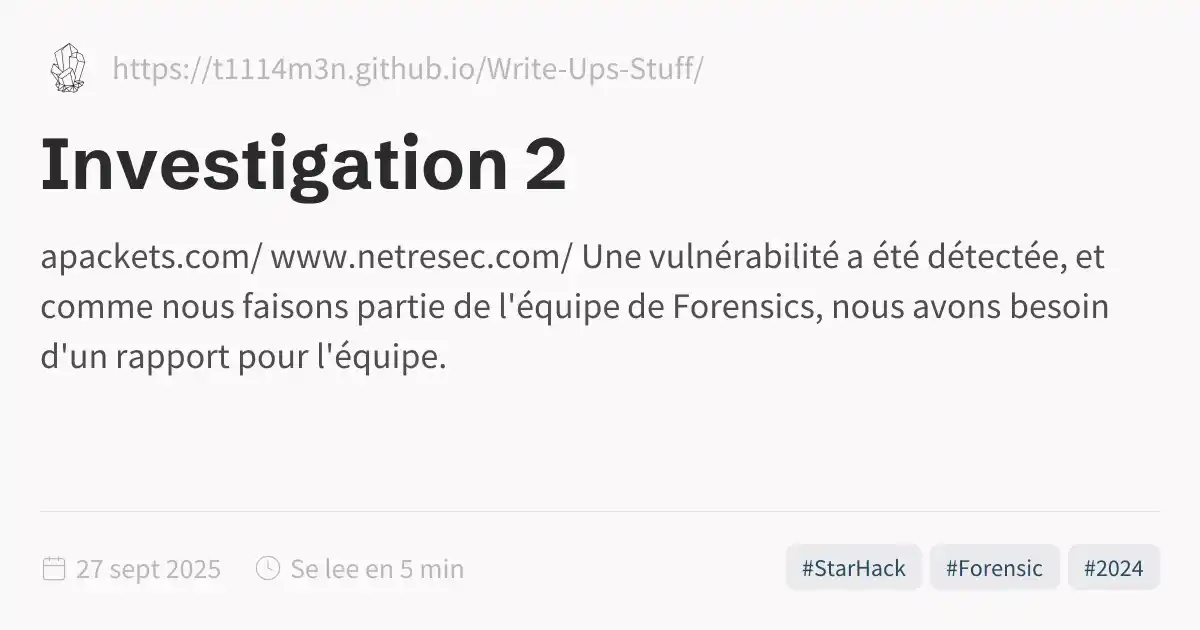 https://t1114m3n.github.io/Write-Ups-Stuff/
Investigation 2
apackets.com/ www.netresec.com/ Une vulnérabilité a été détectée, et
comme nous faisons partie de l'équipe de Forensics, nous avons besoin
d'un rapport pour l'équipe.
27 sept 2025 Se lee en 5 min #StarHack #Forensic #2024